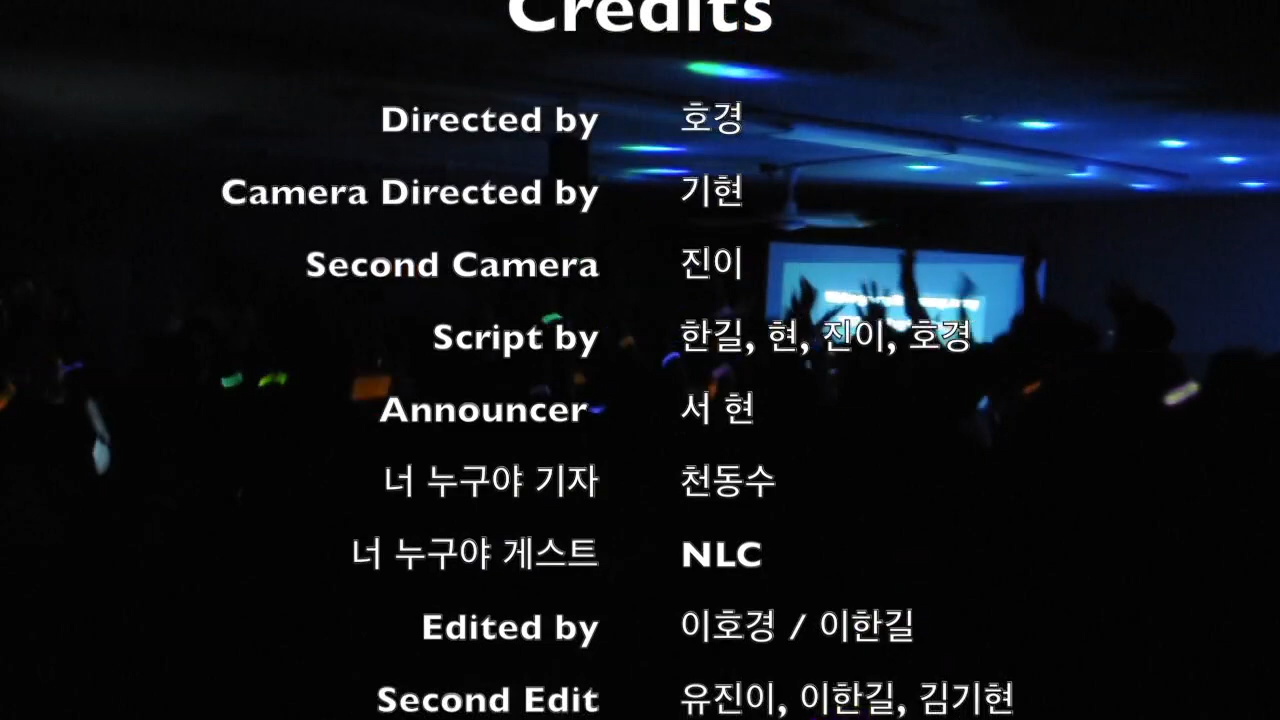 Credits
Directed by 호경
Camera Directed by 기현
Second Camera 진이
Script by 한길, 현, 진이, 호경
Announcer 서 현
너 누구야 기자 천동수
너 누구야 게스트 NLC
Edited by 이호경 / 이한길
Second Edit 유진이, 이한길, 김기현